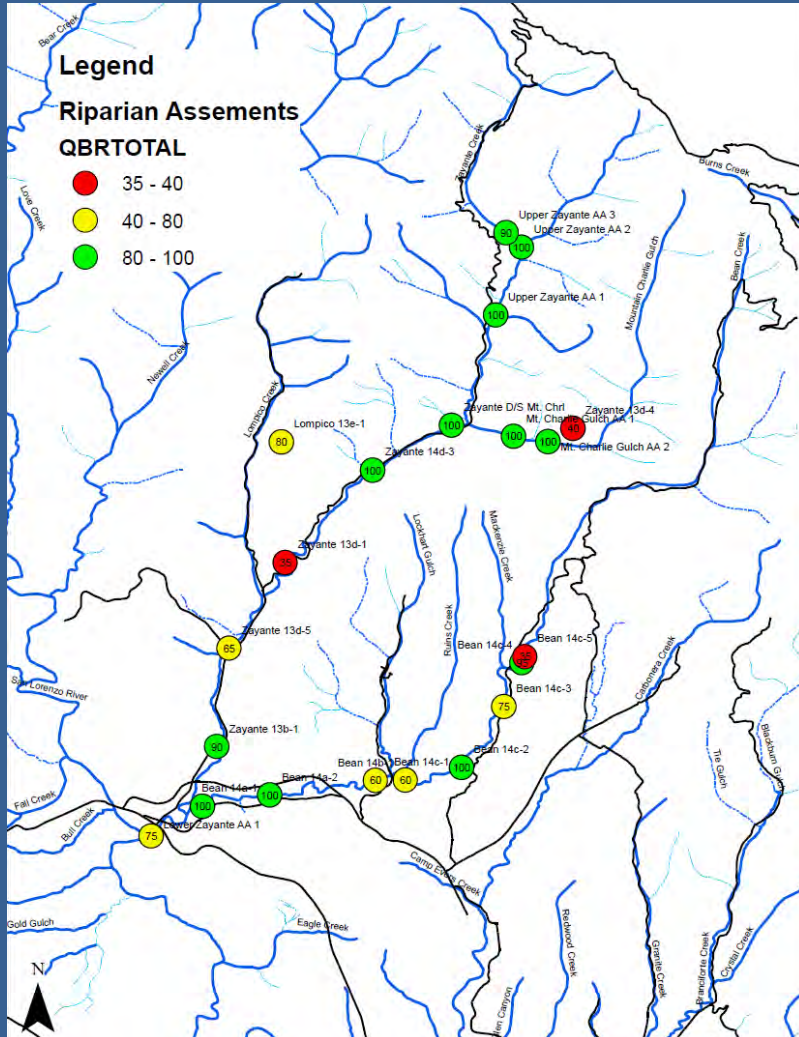 Bear Creek
Legend
Riparian Assements
QBRTOTAL
35 - 40
40 - 80
80 - 100
Love Creek
Zayante Creek
Burns Creek
Upper Zayante AA 3
90
Upper Zayante AA 2
100
Mountain Charlie Gulch
Bean Creek
Upper Zayante AA 1
100
Newell Creek
Lompico Creek
Zayante D/S Mt. Chrl
100
Zayante 13d-4
40
Mt. Charlie Gulch AA 1
100
100
Mt. Charlie Gulch AA 2
Lompico 13e-1
80
Zayante 14d-3
100
Lockhart Gulch
Mackenzie Creek
Ruins Creek
Zayante 13d-1
35
Zayante 13d-5
65
Bean 14c-4
Bean 14c-5
Carbonera Creek
San Lorenzo River
Bean 14c-3
75
Zayante 13b-1
90
Tie Gulch
Blackburn Gulch
Bean 14c-2
100
Bean 14b-
Bean 14c-1
60
60
Bean 14a-2
100
Bean 14a-1
100
Fall Creek
Bull Creek
Lower Zayante AA 1
75
Camp Evers Creek
Gold Gulch
Eagle Creek
Redwood Creek
Granite Creek
Branciforte Creek
Crystal Creek
len Canyon
N